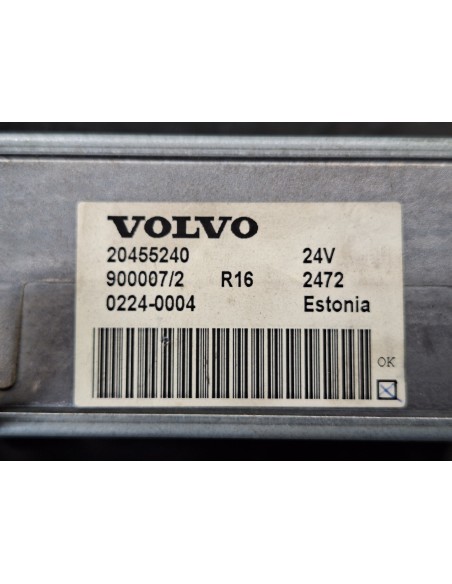 VOLVO
20455240 24V
900007/2 R16 2472
0224-0004 Estonia
OK